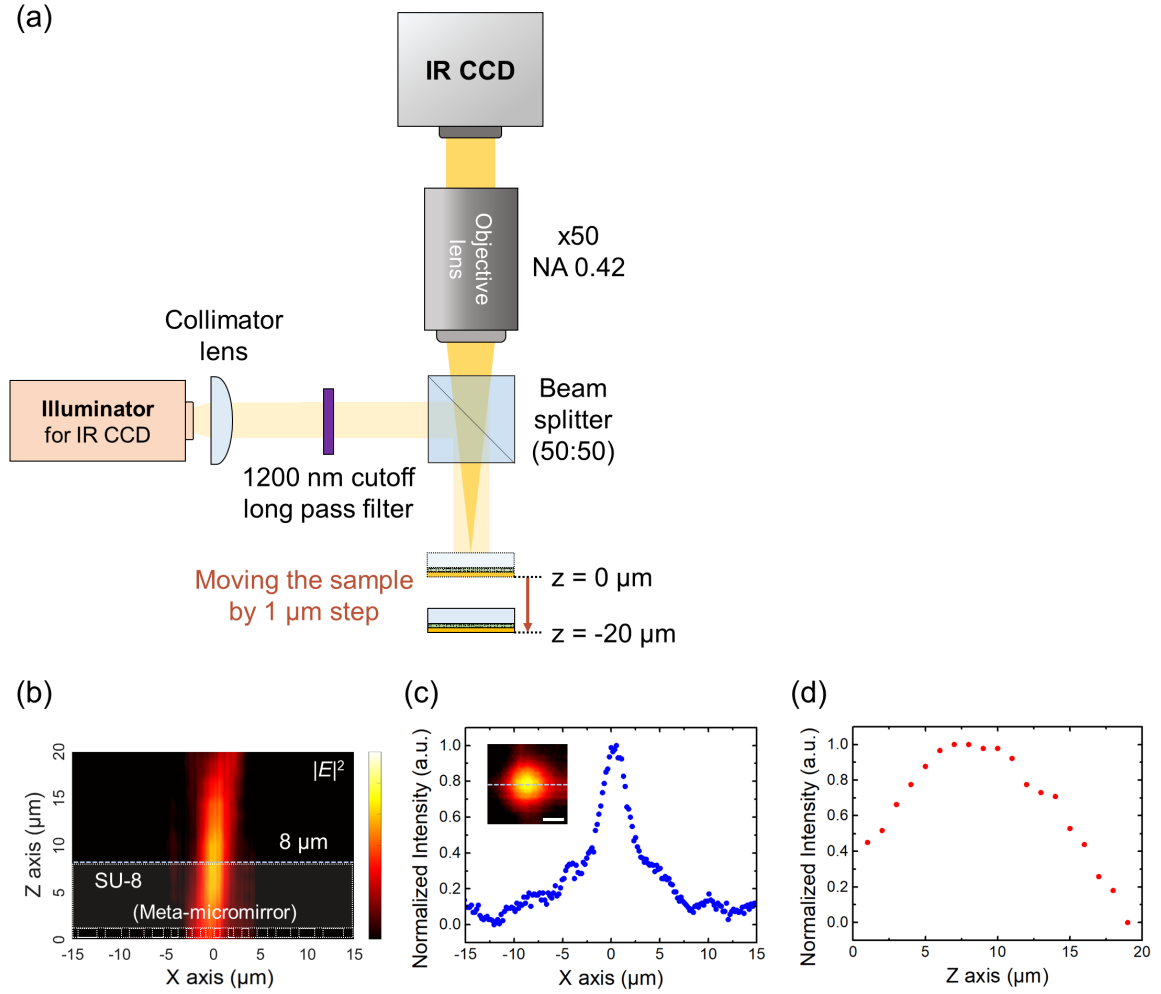 (a)
IR CCD
Objective
lens
x50
NA 0.42
Collimator
lens
Illuminator
for IR CCD
1200 nm cutoff
long pass filter
Beam
splitter
(50:50)
Moving the sample
by 1 µm step
z = 0 µm
z = -20 µm
(b)
|E|²
8 µm
SU-8
(Meta-micromirror)
Z axis (µm)
20
15
10
5
0
-15 -10 -5 0 5 10 15
X axis (µm)
(c)
Normalized Intensity (a.u.)
1.0
0.8
0.6
0.4
0.2
0.0
-15 -10 -5 0 5 10 15
X axis (µm)
(d)
Normalized Intensity (a.u.)
1.0
0.8
0.6
0.4
0.2
0.0
0 5 10 15 20
Z axis (µm)